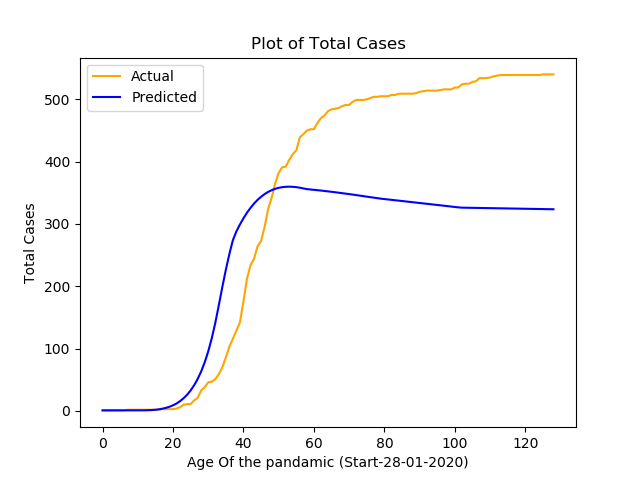 Plot of Total Cases
Actual
Predicted
500
400
300
200
100
0
Total Cases
0 20 40 60 80 100 120
Age Of the pandamic (Start-28-01-2020)